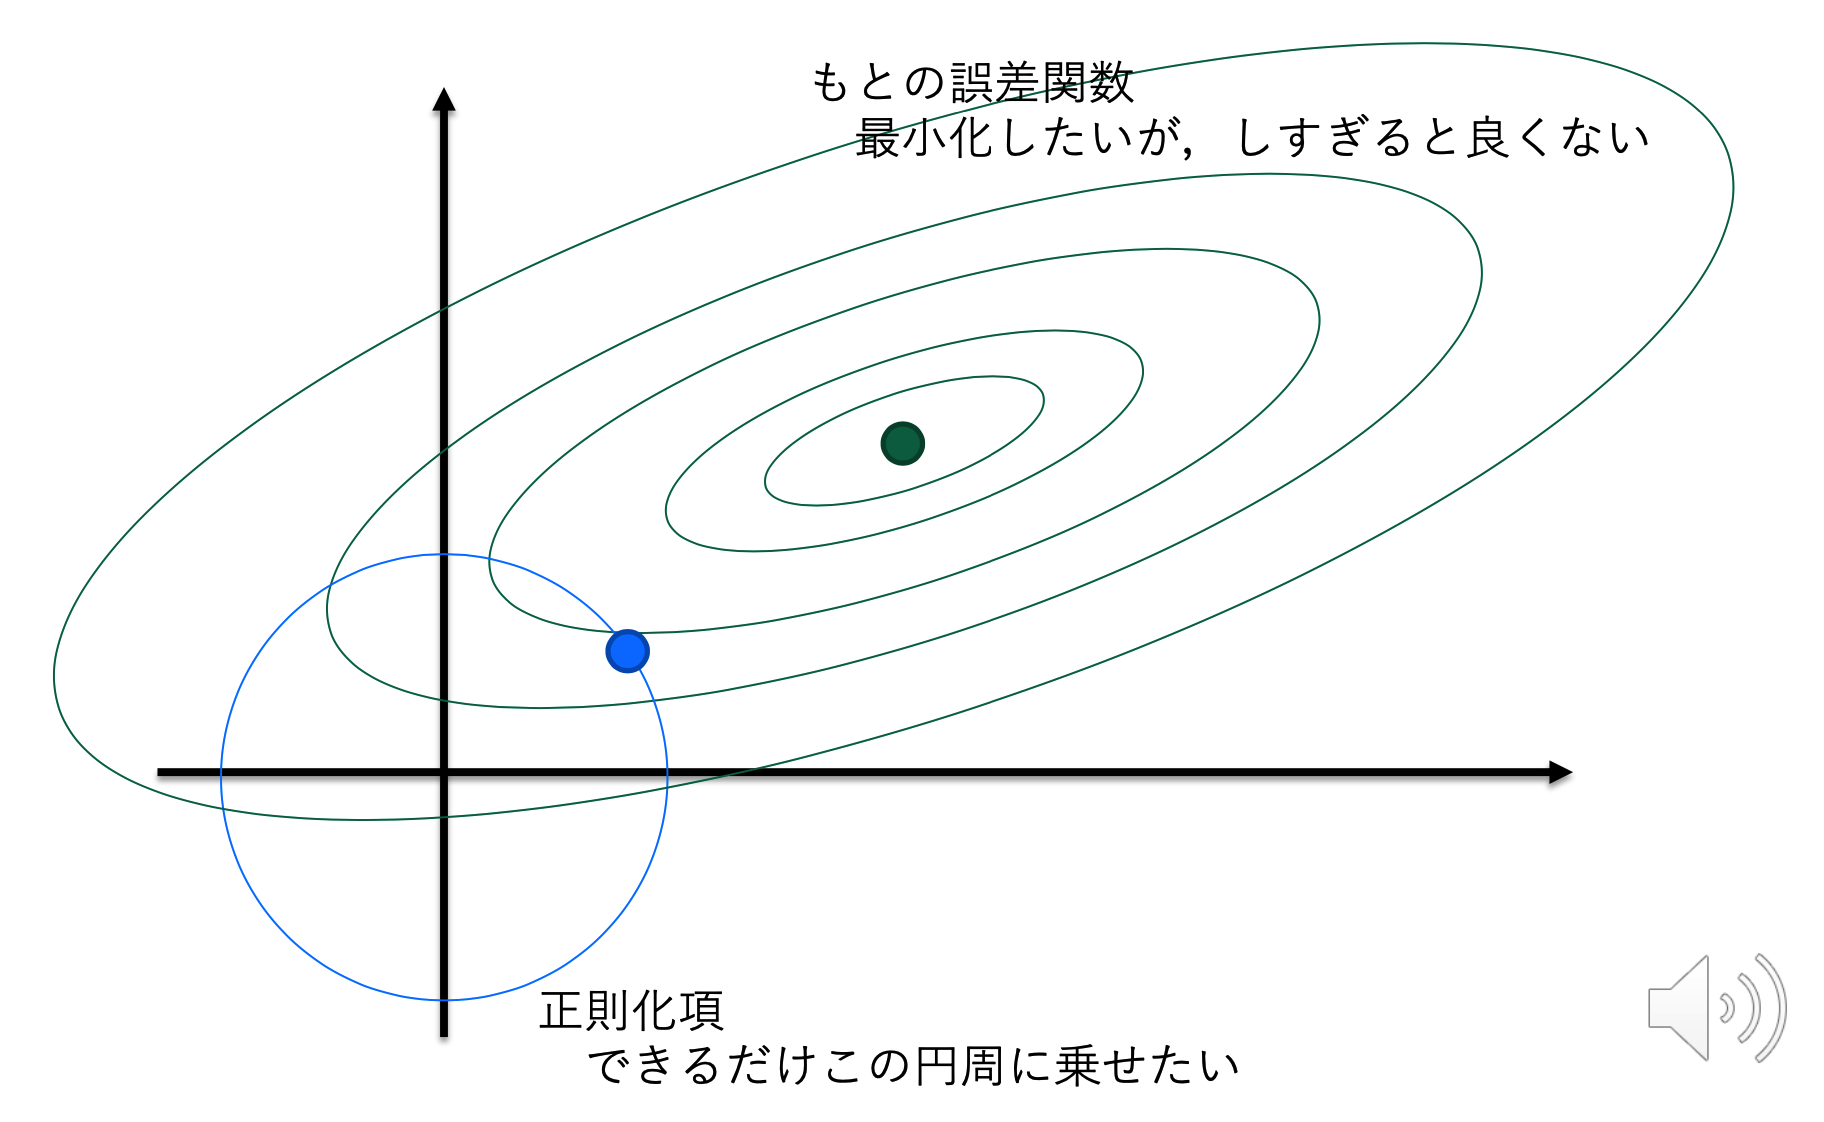 もとの誤差関数
最小化したいが，しすぎると良くない
正則化項
できるだけこの円周に乗せたい